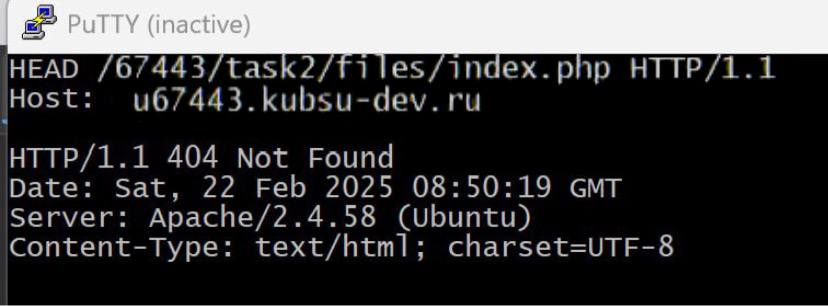 PuTTY (inactive)
HEAD /67443/task2/files/index.php HTTP/1.1
Host: u67443.kubsu-dev.ru
HTTP/1.1 404 Not Found
Date: Sat, 22 Feb 2025 08:50:19 GMT
Server: Apache/2.4.58 (Ubuntu)
Content-Type: text/html; charset=UTF-8